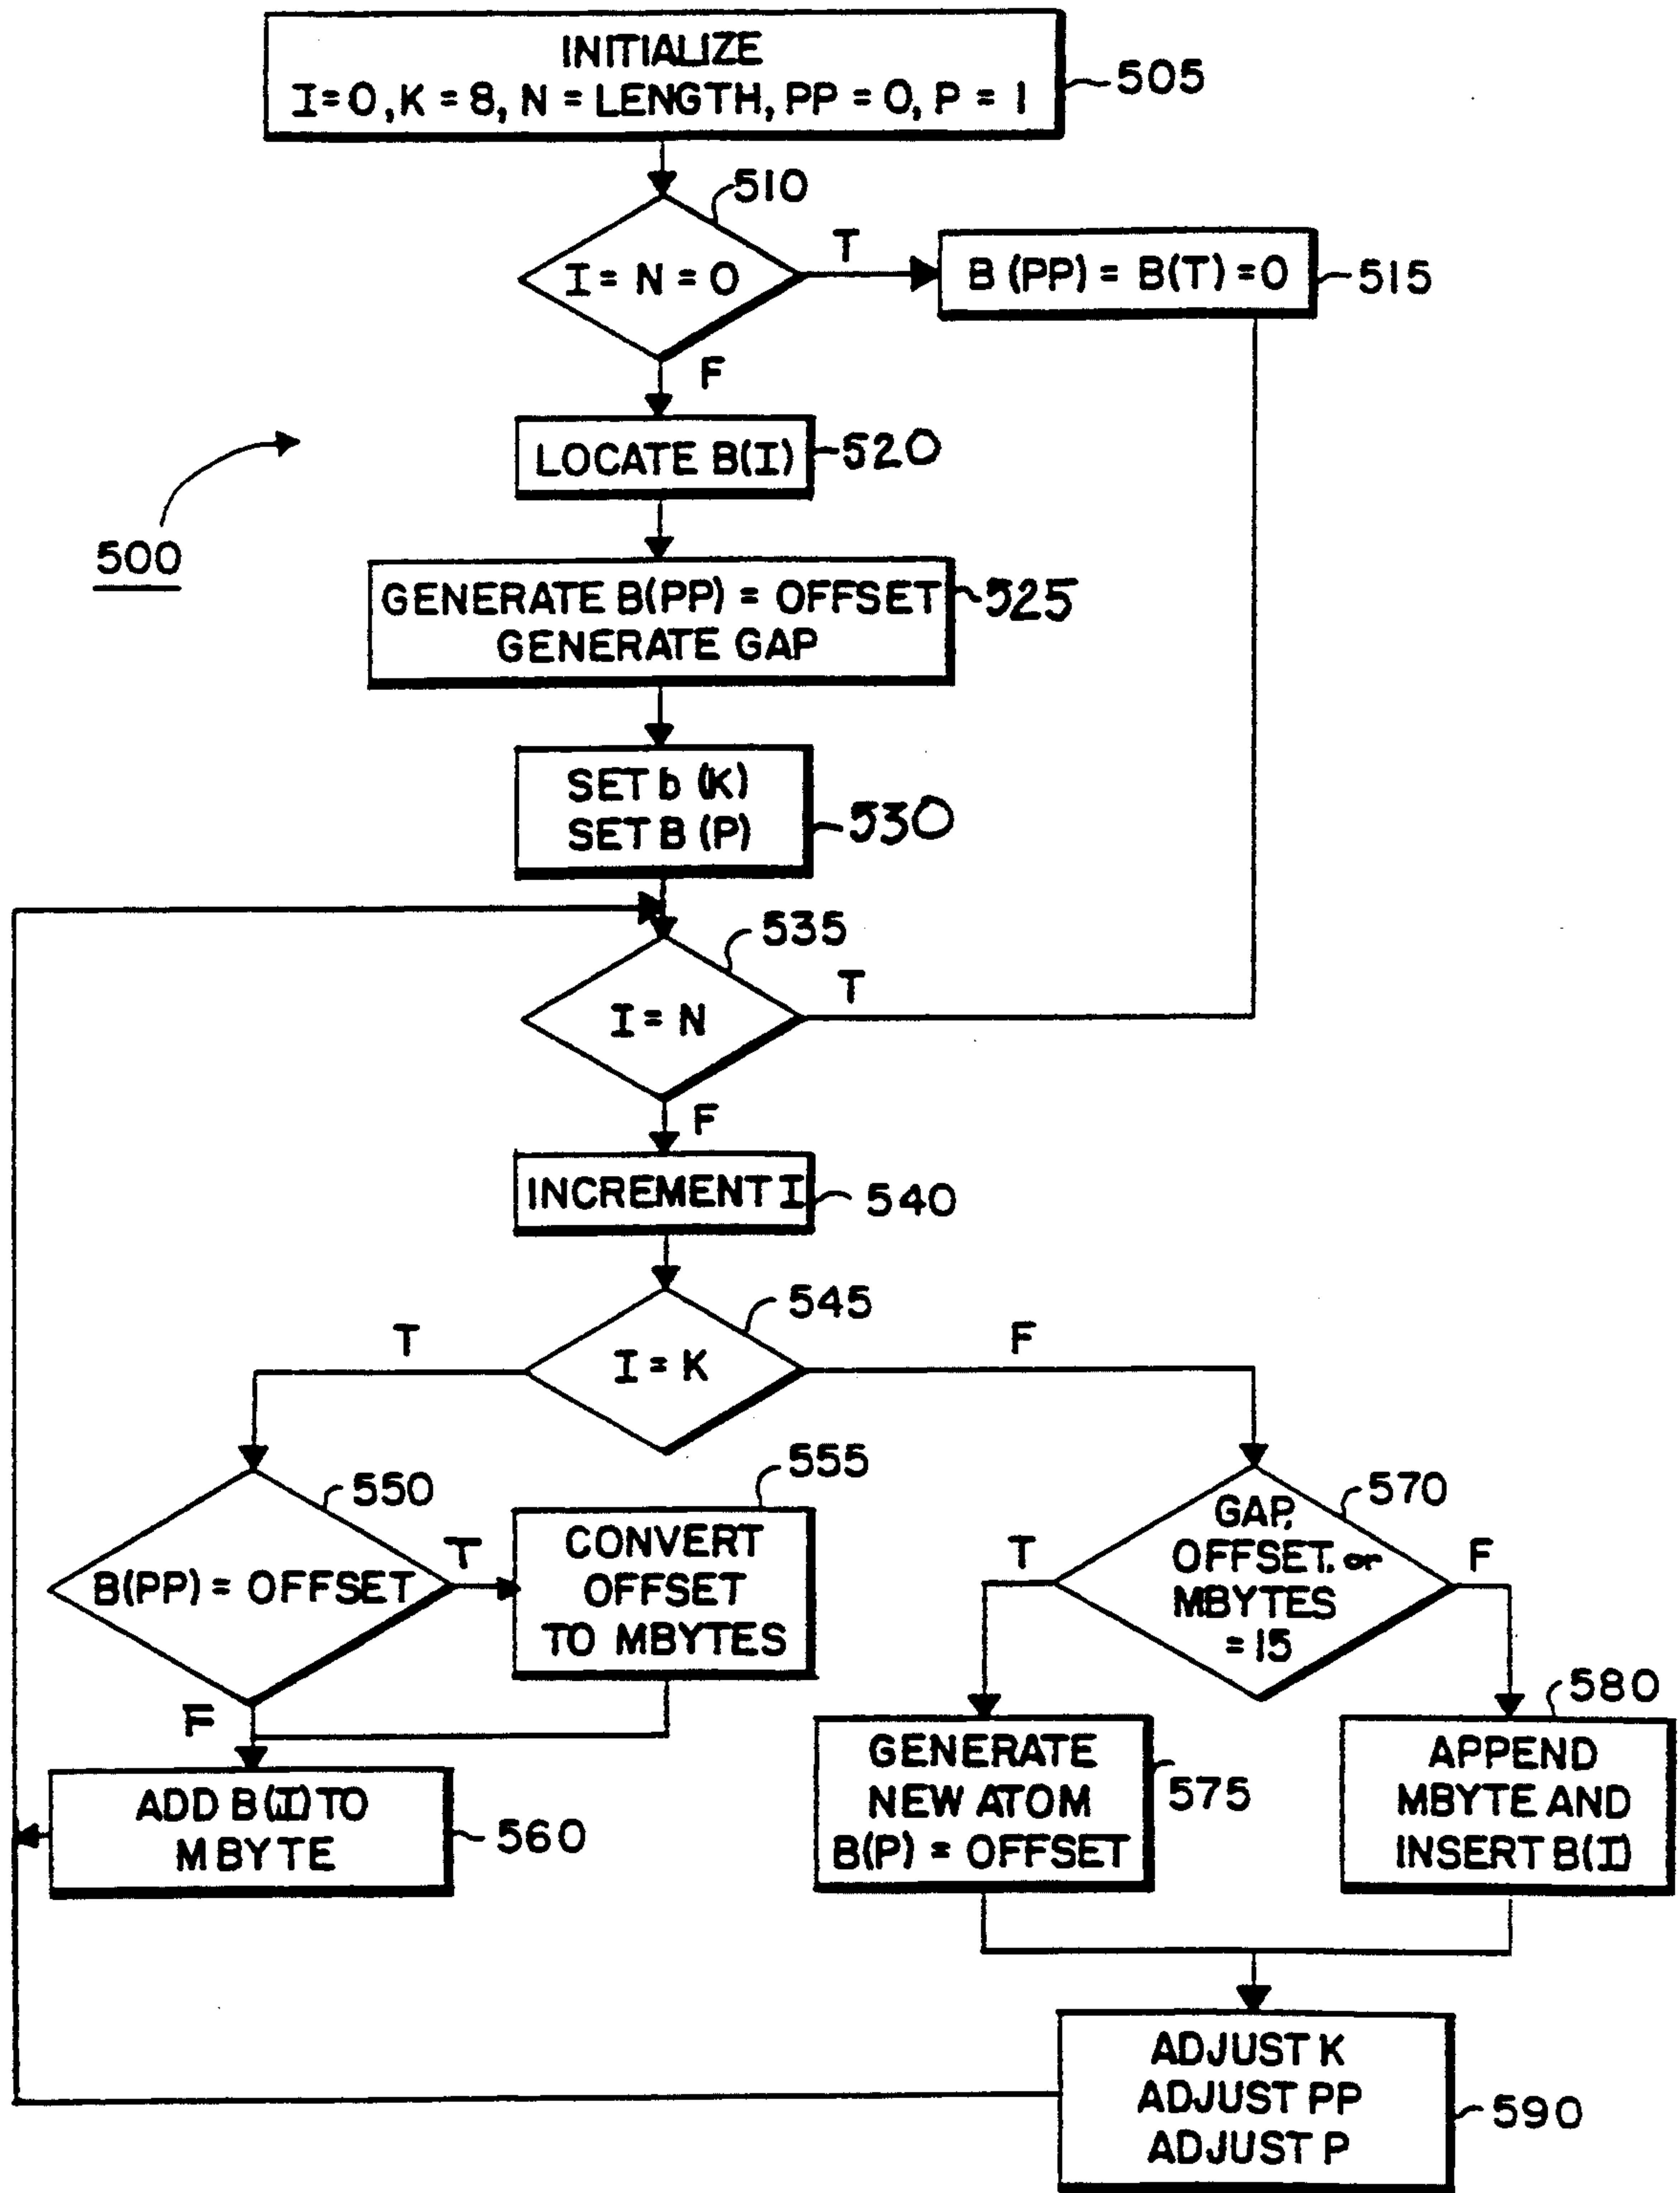 INITIALIZE
I=0, K = 8, N = LENGTH, PP = 0, P = 1
505
510
I = N = 0
T
B (PP) = B(T) = 0
515
F
LOCATE B(I)
520
500
GENERATE B(PP) = OFFSET
GENERATE GAP
525
SET b (K)
SET B (P)
530
535
I = N
T
F
INCREMENT I
540
545
I = K
T
F
550
B(PP) = OFFSET
T
F
555
CONVERT
OFFSET
TO MBYTES
ADD B(I) TO
MBYTE
560
570
GAP,
OFFSET, or
MBYTES
= 15
T
F
GENERATE
NEW ATOM
B(P) = OFFSET
575
580
APPEND
MBYTE AND
INSERT B(I)
ADJUST K
ADJUST PP
ADJUST P
590